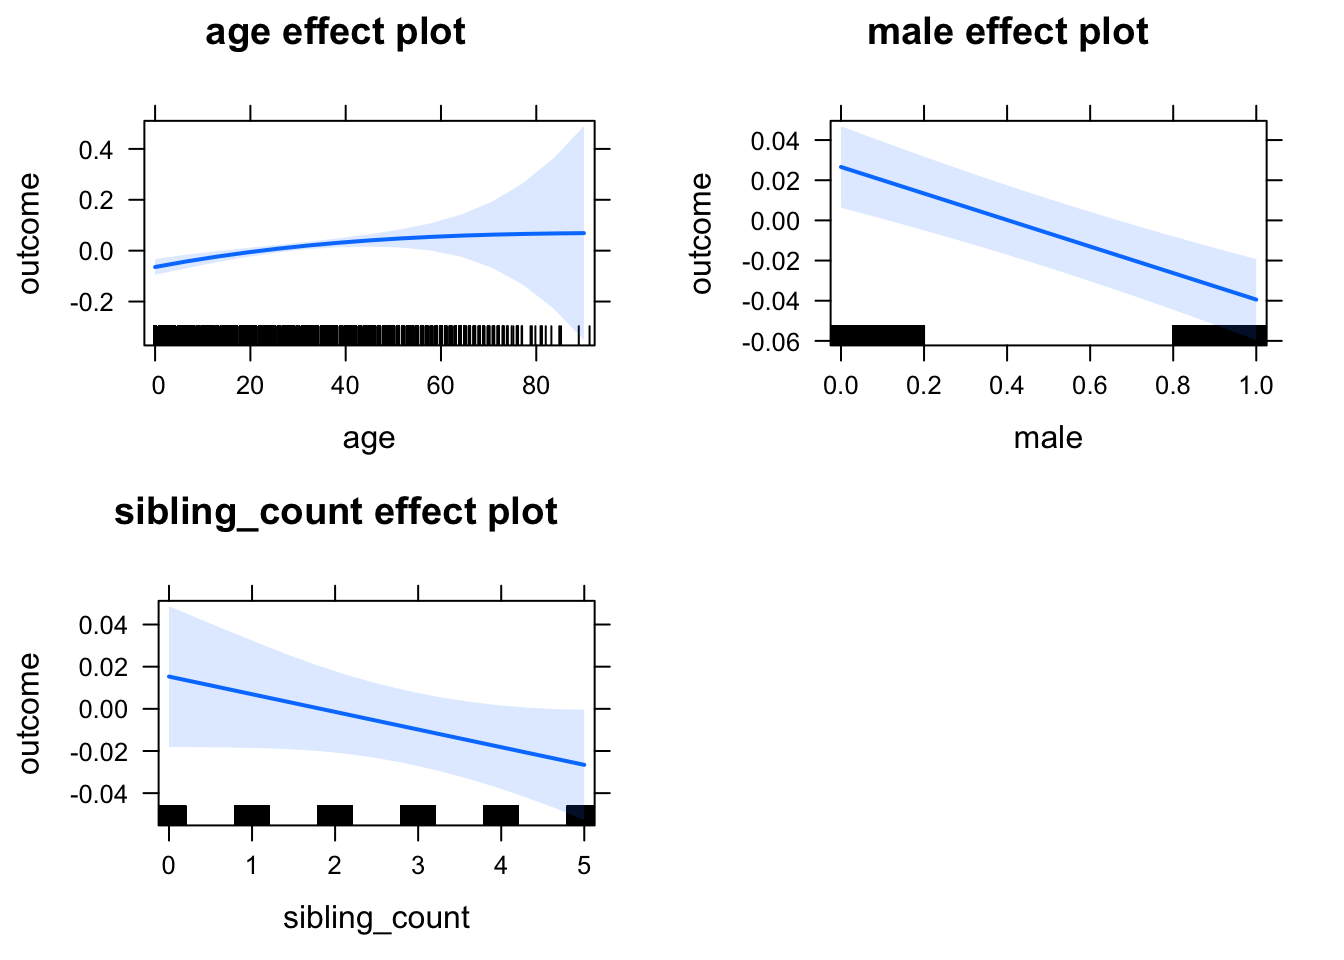 age effect plot
outcome
0.4
0.2
0.0
-0.2
0 20 40 60 80
age
male effect plot
outcome
0.04
0.02
0.00
-0.02
-0.04
-0.06
0.0 0.2 0.4 0.6 0.8 1.0
male
sibling_count effect plot
outcome
0.04
0.02
0.00
-0.02
-0.04
0 1 2 3 4 5
sibling_count